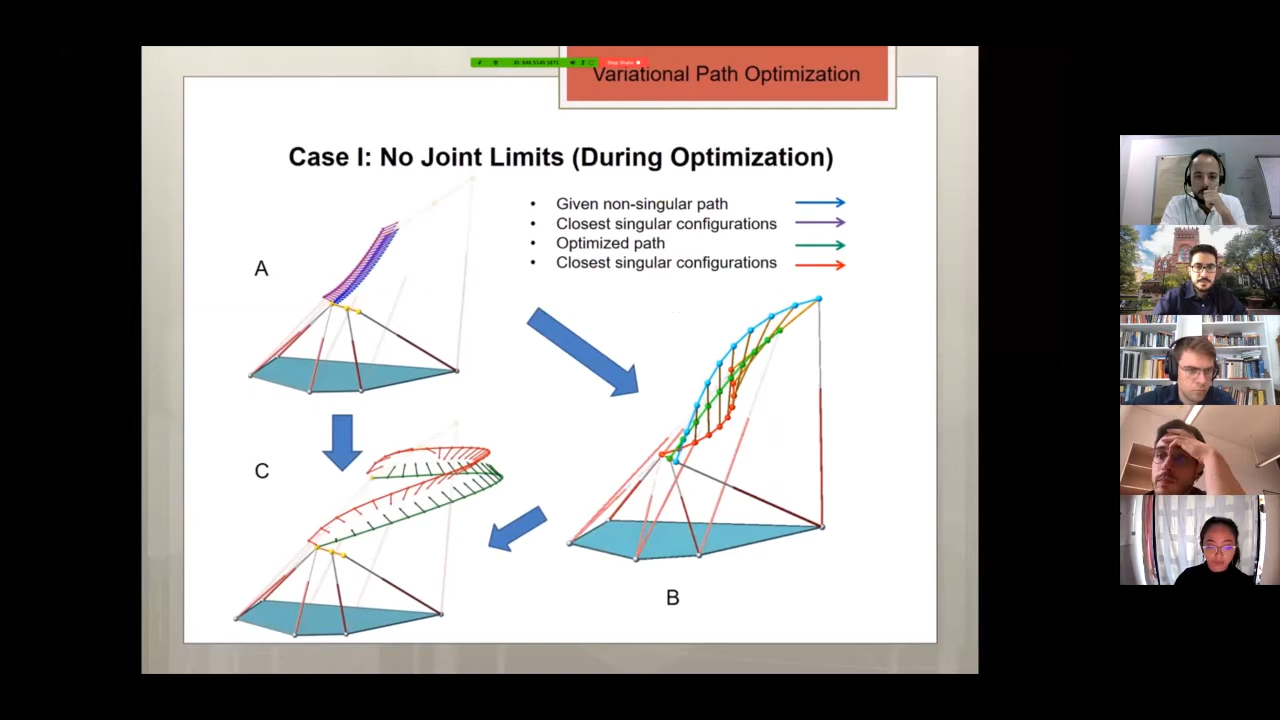 Variational Path Optimization
Case I: No Joint Limits (During Optimization)
• Given non-singular path
• Closest singular configurations
• Optimized path
• Closest singular configurations
A
C
B